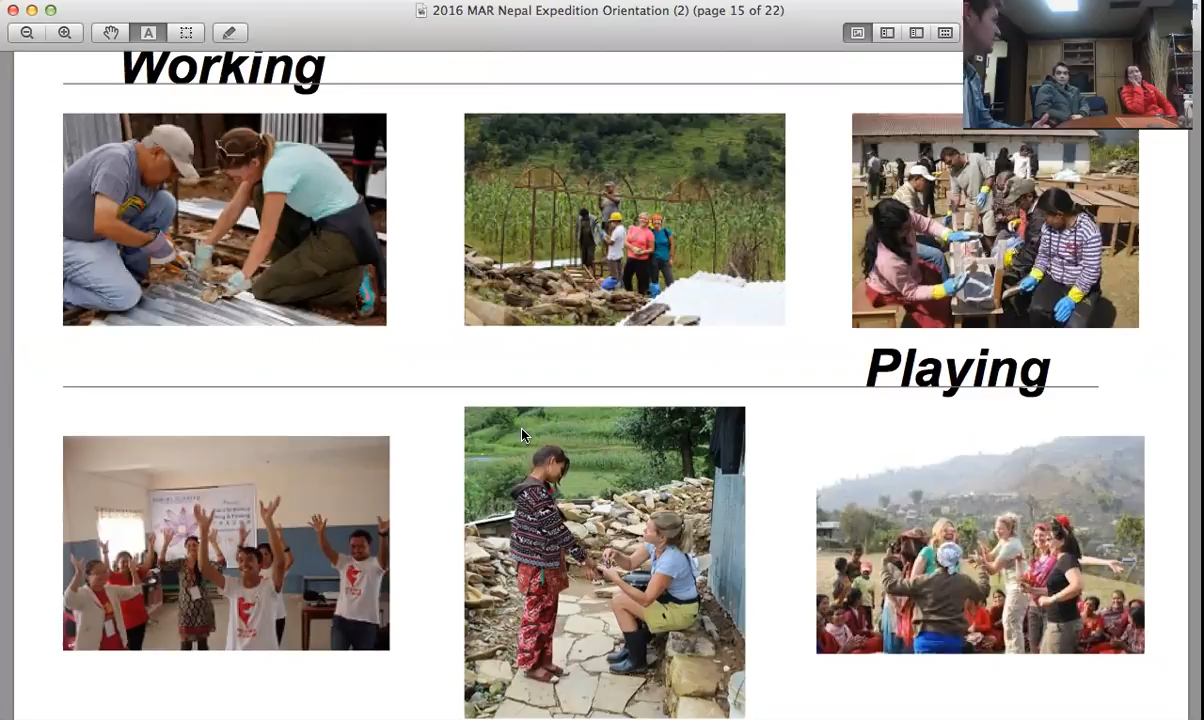 2016 MAR Nepal Expedition Orientation (2) (page 15 of 22)
A
Working
Playing